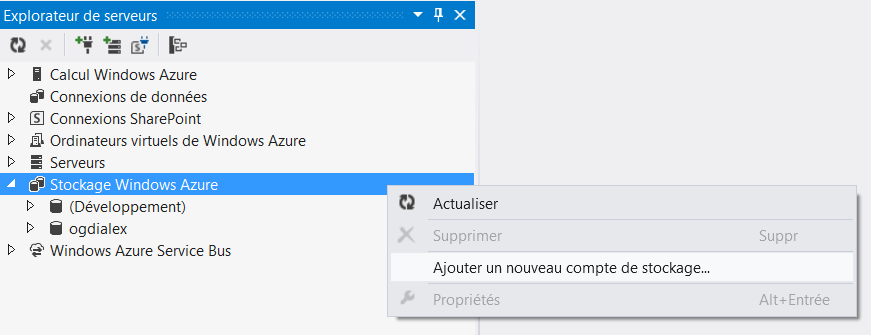 Explorateur de serveurs
Calcul Windows Azure
Connexions de données
Connexions SharePoint
Ordinateurs virtuels de Windows Azure
Serveurs
Stockage Windows Azure
(Développement)
ogdialex
Windows Azure Service Bus
Actualiser
Supprimer Suppr
Ajouter un nouveau compte de stockage...
Propriétés Alt+Entrée